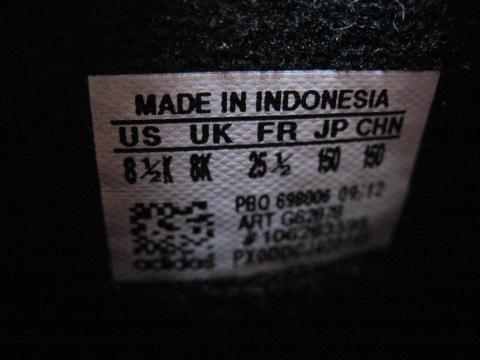 MADE IN INDONESIA
US UK FR JP CHN
8½K 8K 25½ 150 150
PBO 698006 09/12
ART
adidas